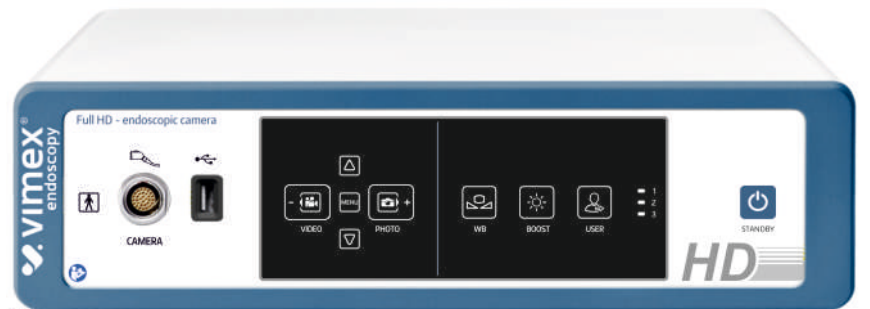 vimex®
endoscopy
Full HD - endoscopic camera
CAMERA
- +
MENU
VIDEO PHOTO
WB BOOST USER
1
2
3
STANDBY
HD